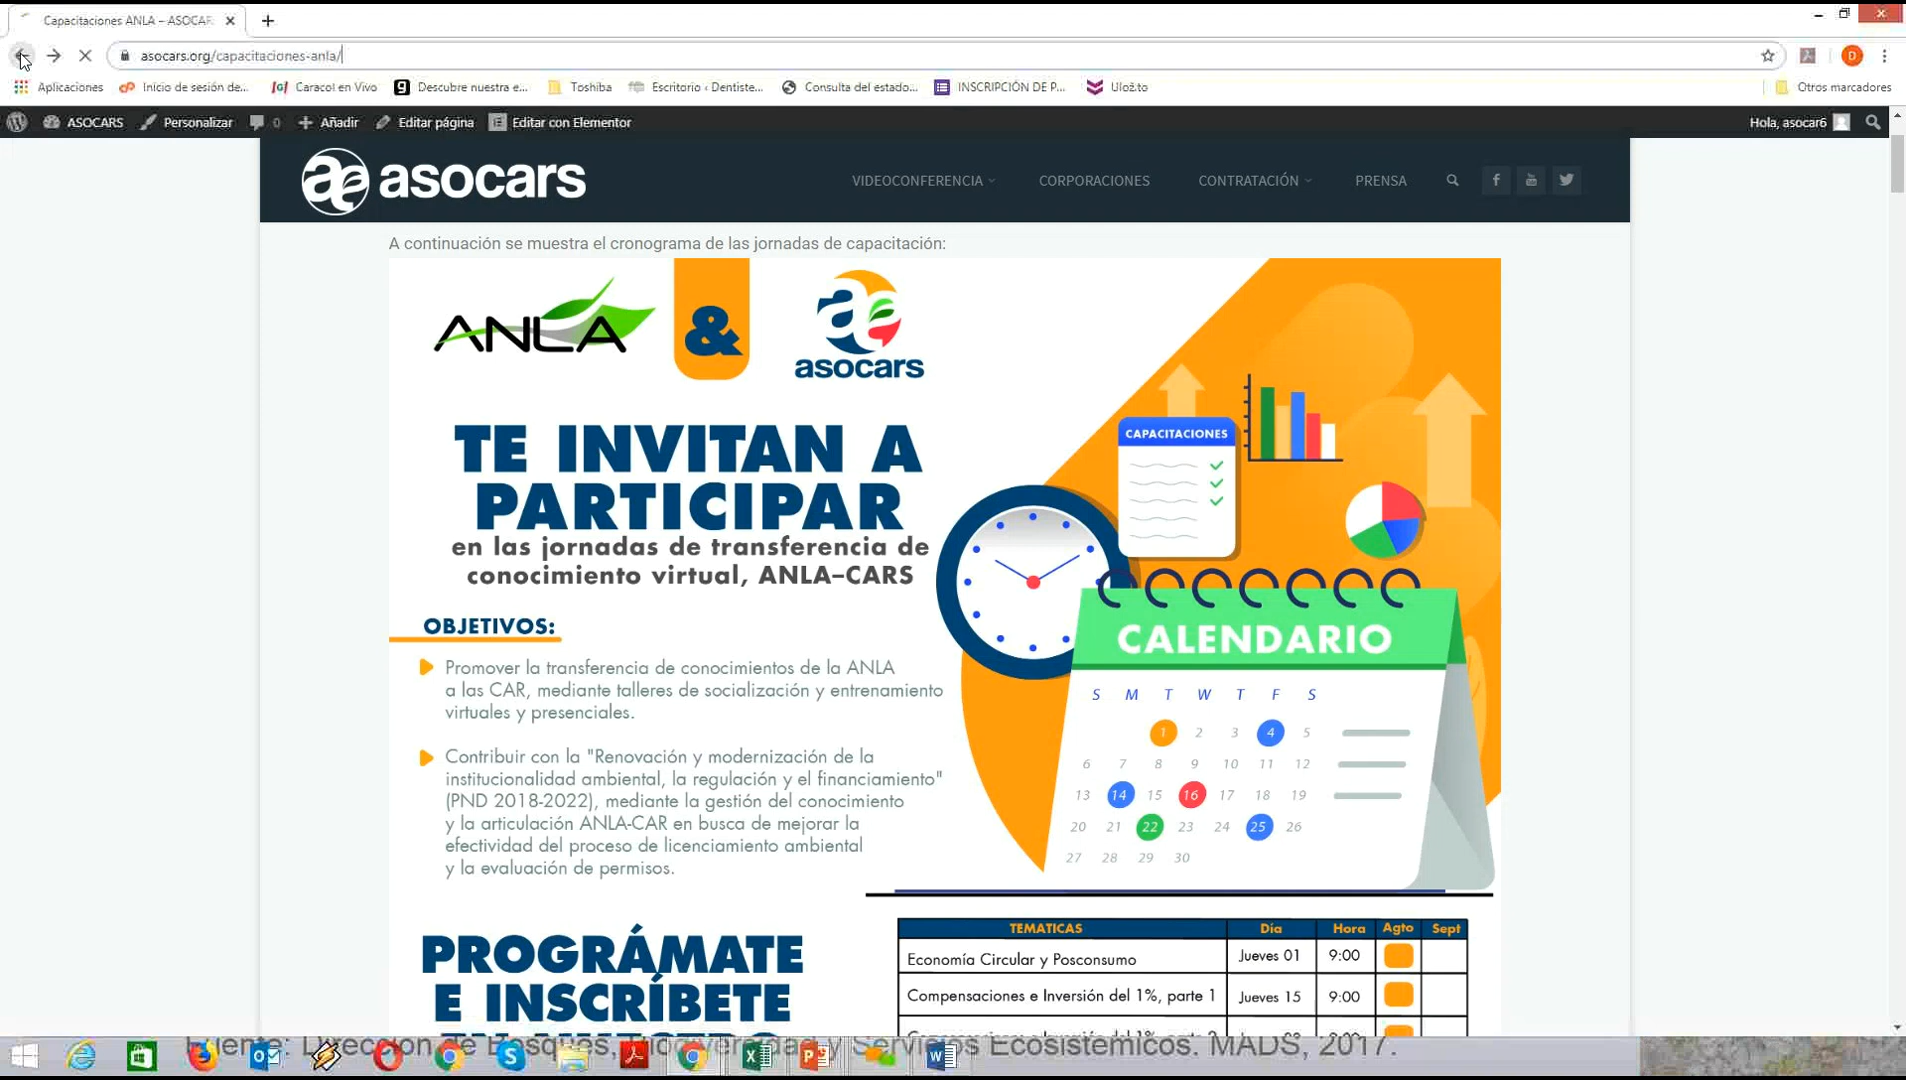 Capacitaciones ANLA – ASOCAR
asocars.org/capacitaciones-anla/
Aplicaciones
Inicio de sesión de...
Caracol en Vivo
Descubre nuestra e...
Toshiba
Escritorio ‹ Dentiste...
Consulta del estado...
INSCRIPCIÓN DE P...
Ulož.to
Otros marcadores
ASOCARS
Personalizar
0
Añadir
Editar página
Editar con Elementor
Hola, asocar6
asocars
VIDEOCONFERENCIA
CORPORACIONES
CONTRATACIÓN
PRENSA
A continuación se muestra el cronograma de las jornadas de capacitación:
ANLA
&
asocars
TE INVITAN A
PARTICIPAR
en las jornadas de transferencia de
conocimiento virtual, ANLA–CARS
OBJETIVOS:
Promover la transferencia de conocimientos de la ANLA
a las CAR, mediante talleres de socialización y entrenamiento
virtuales y presenciales.
Contribuir con la "Renovación y modernización de la
institucionalidad ambiental, la regulación y el financiamiento"
(PND 2018-2022), mediante la gestión del conocimiento
y la articulación ANLA-CAR en busca de mejorar la
efectividad del proceso de licenciamiento ambiental
y la evaluación de permisos.
CAPACITACIONES
CALENDARIO
S M T W T F S
1 2 3 4 5
6 7 8 9 10 11 12
13 14 15 16 17 18 19
20 21 22 23 24 25 26
27 28 29 30
PROGRÁMATE
E INSCRÍBETE
TEMATICAS Día Hora Agto Sept
Economía Circular y Posconsumo Jueves 01 9:00
Compensaciones e Inversión del 1%, parte 1 Jueves 15 9:00
Fuente: Dirección de Bosques, Biodiversidad y Servicios Ecosistémicos. MADS, 2017.